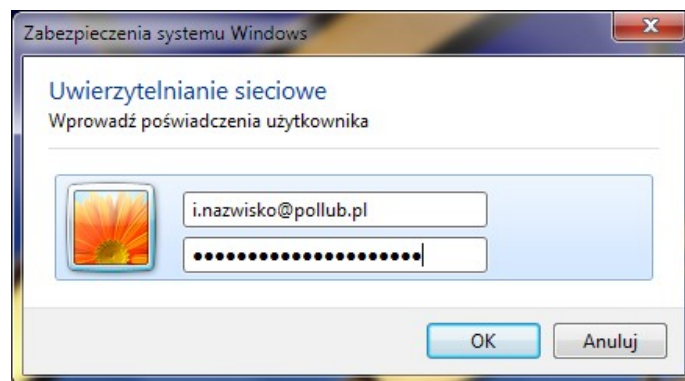 Zabezpieczenia systemu Windows
Uwierzytelnianie sieciowe
Wprowadź poświadczenia użytkownika
i.nazwisko@pollub.pl
●●●●●●●●●●●●●●●●●●●●●
OK
Anuluj